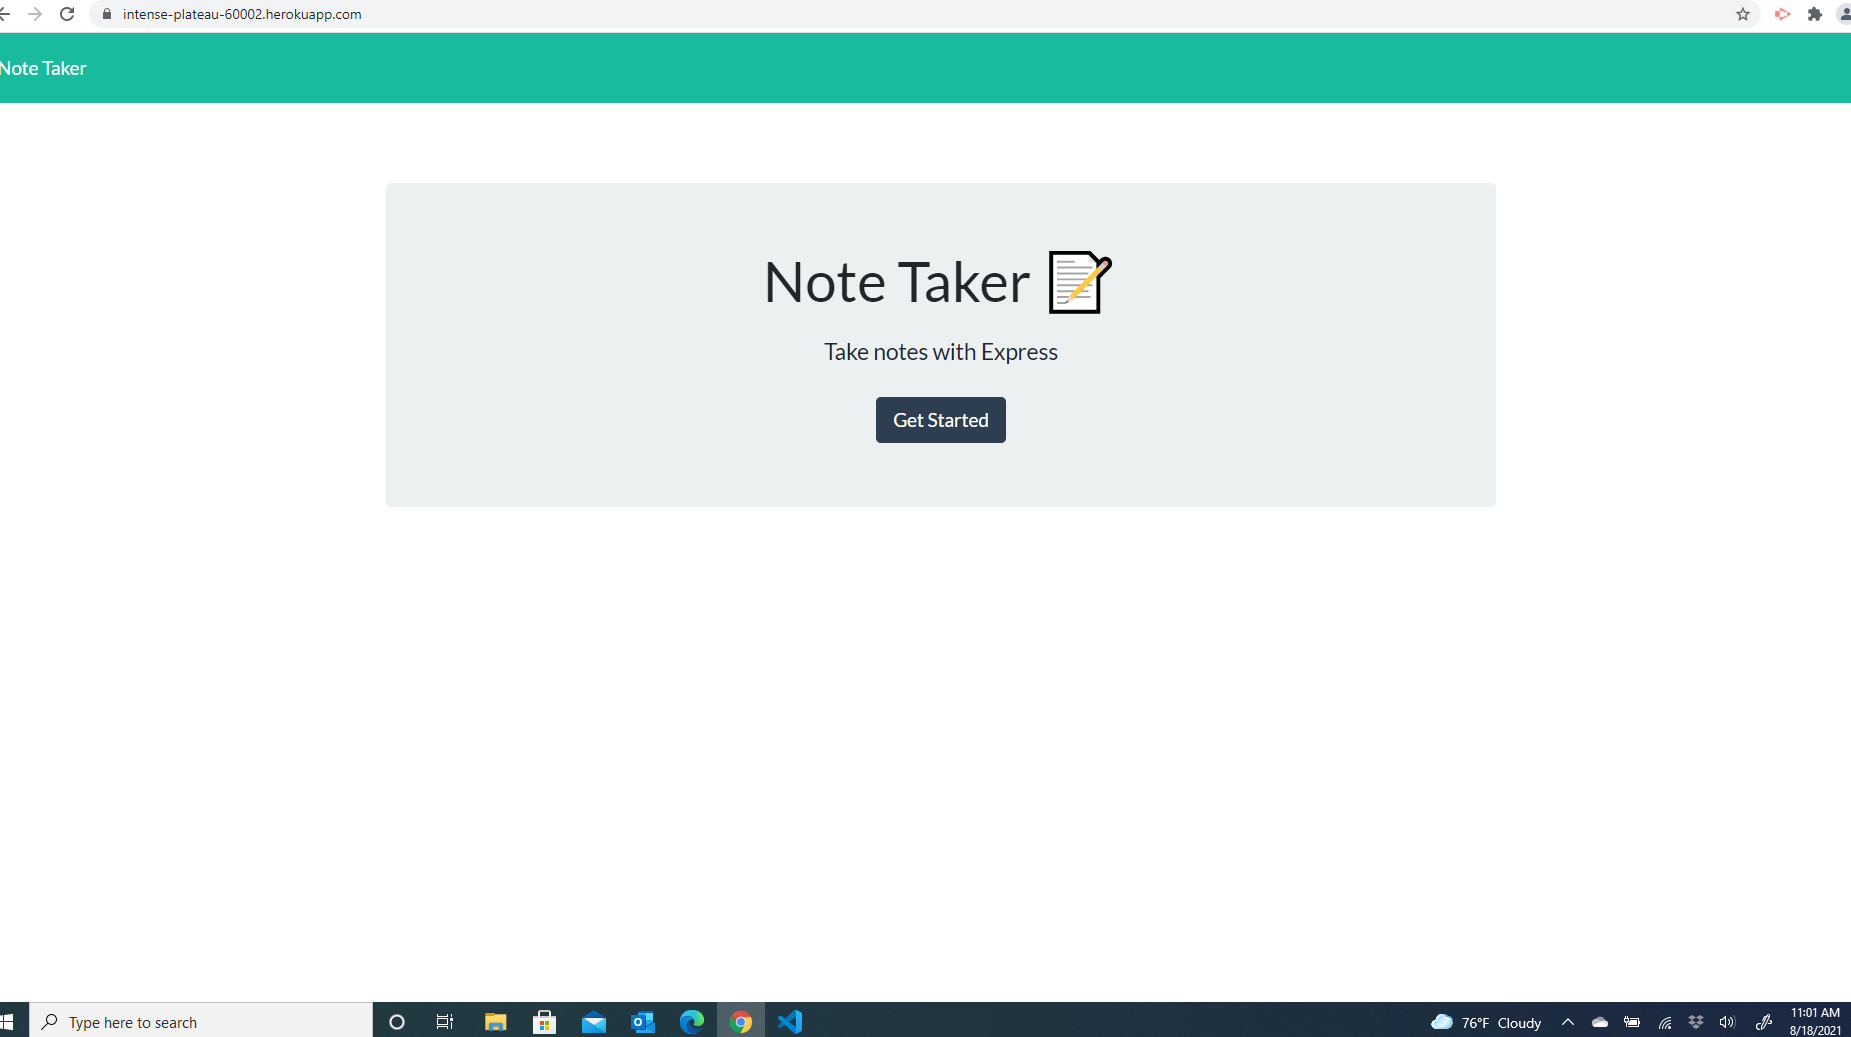 intense-plateau-60002.herokuapp.com
Note Taker
Note Taker
Take notes with Express
Get Started
Type here to search
76°F Cloudy
11:01 AM
8/18/2021